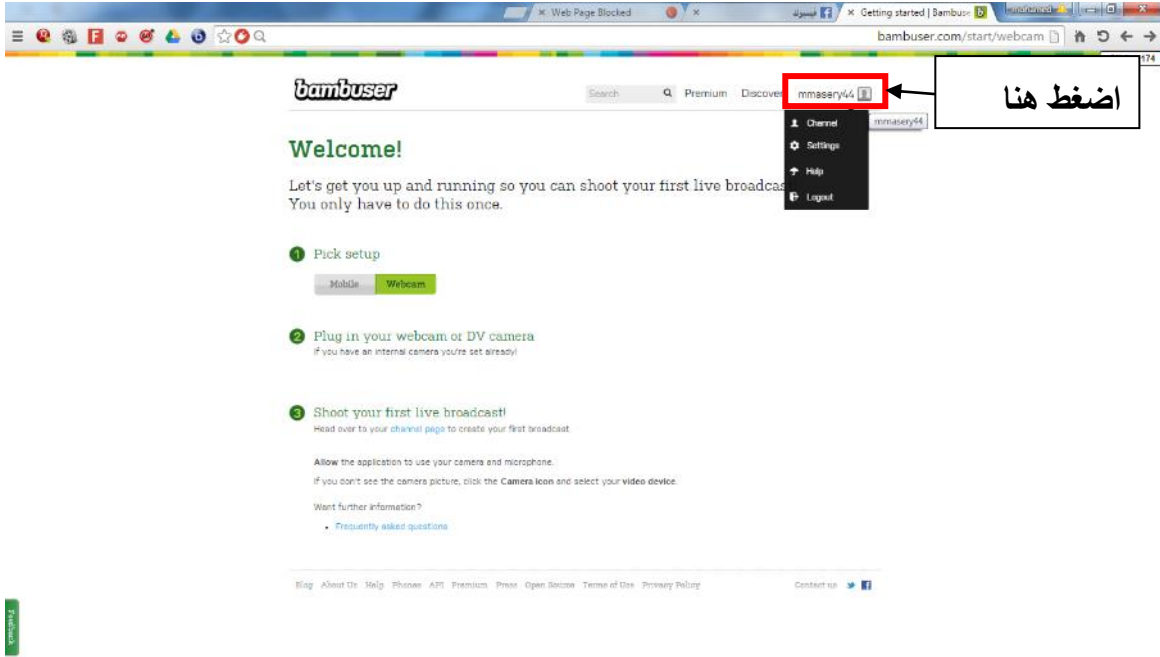 Web Page Blocked
فيسبوك
Getting started | Bambuse
bambuser.com/start/webcam
174
bambuser
Search
Premium
Discover
mmasery44
اضغط هنا
mmasery44
Channel
Settings
Help
Logout
Welcome!
Let's get you up and running so you can shoot your first live broadcas
You only have to do this once.
1 Pick setup
Mobile
Webcam
2 Plug in your webcam or DV camera
If you have an internal camera you're set already!
3 Shoot your first live broadcast!
Head over to your channel page to create your first broadcast.
Allow the application to use your camera and microphone.
If you don't see the camera picture, click the Camera icon and select your video device.
Want further information?
• Frequently asked questions
Blog About Us Help Phones API Premium Press Open Source Terms of Use Privacy Policy
Contact us
Feedback